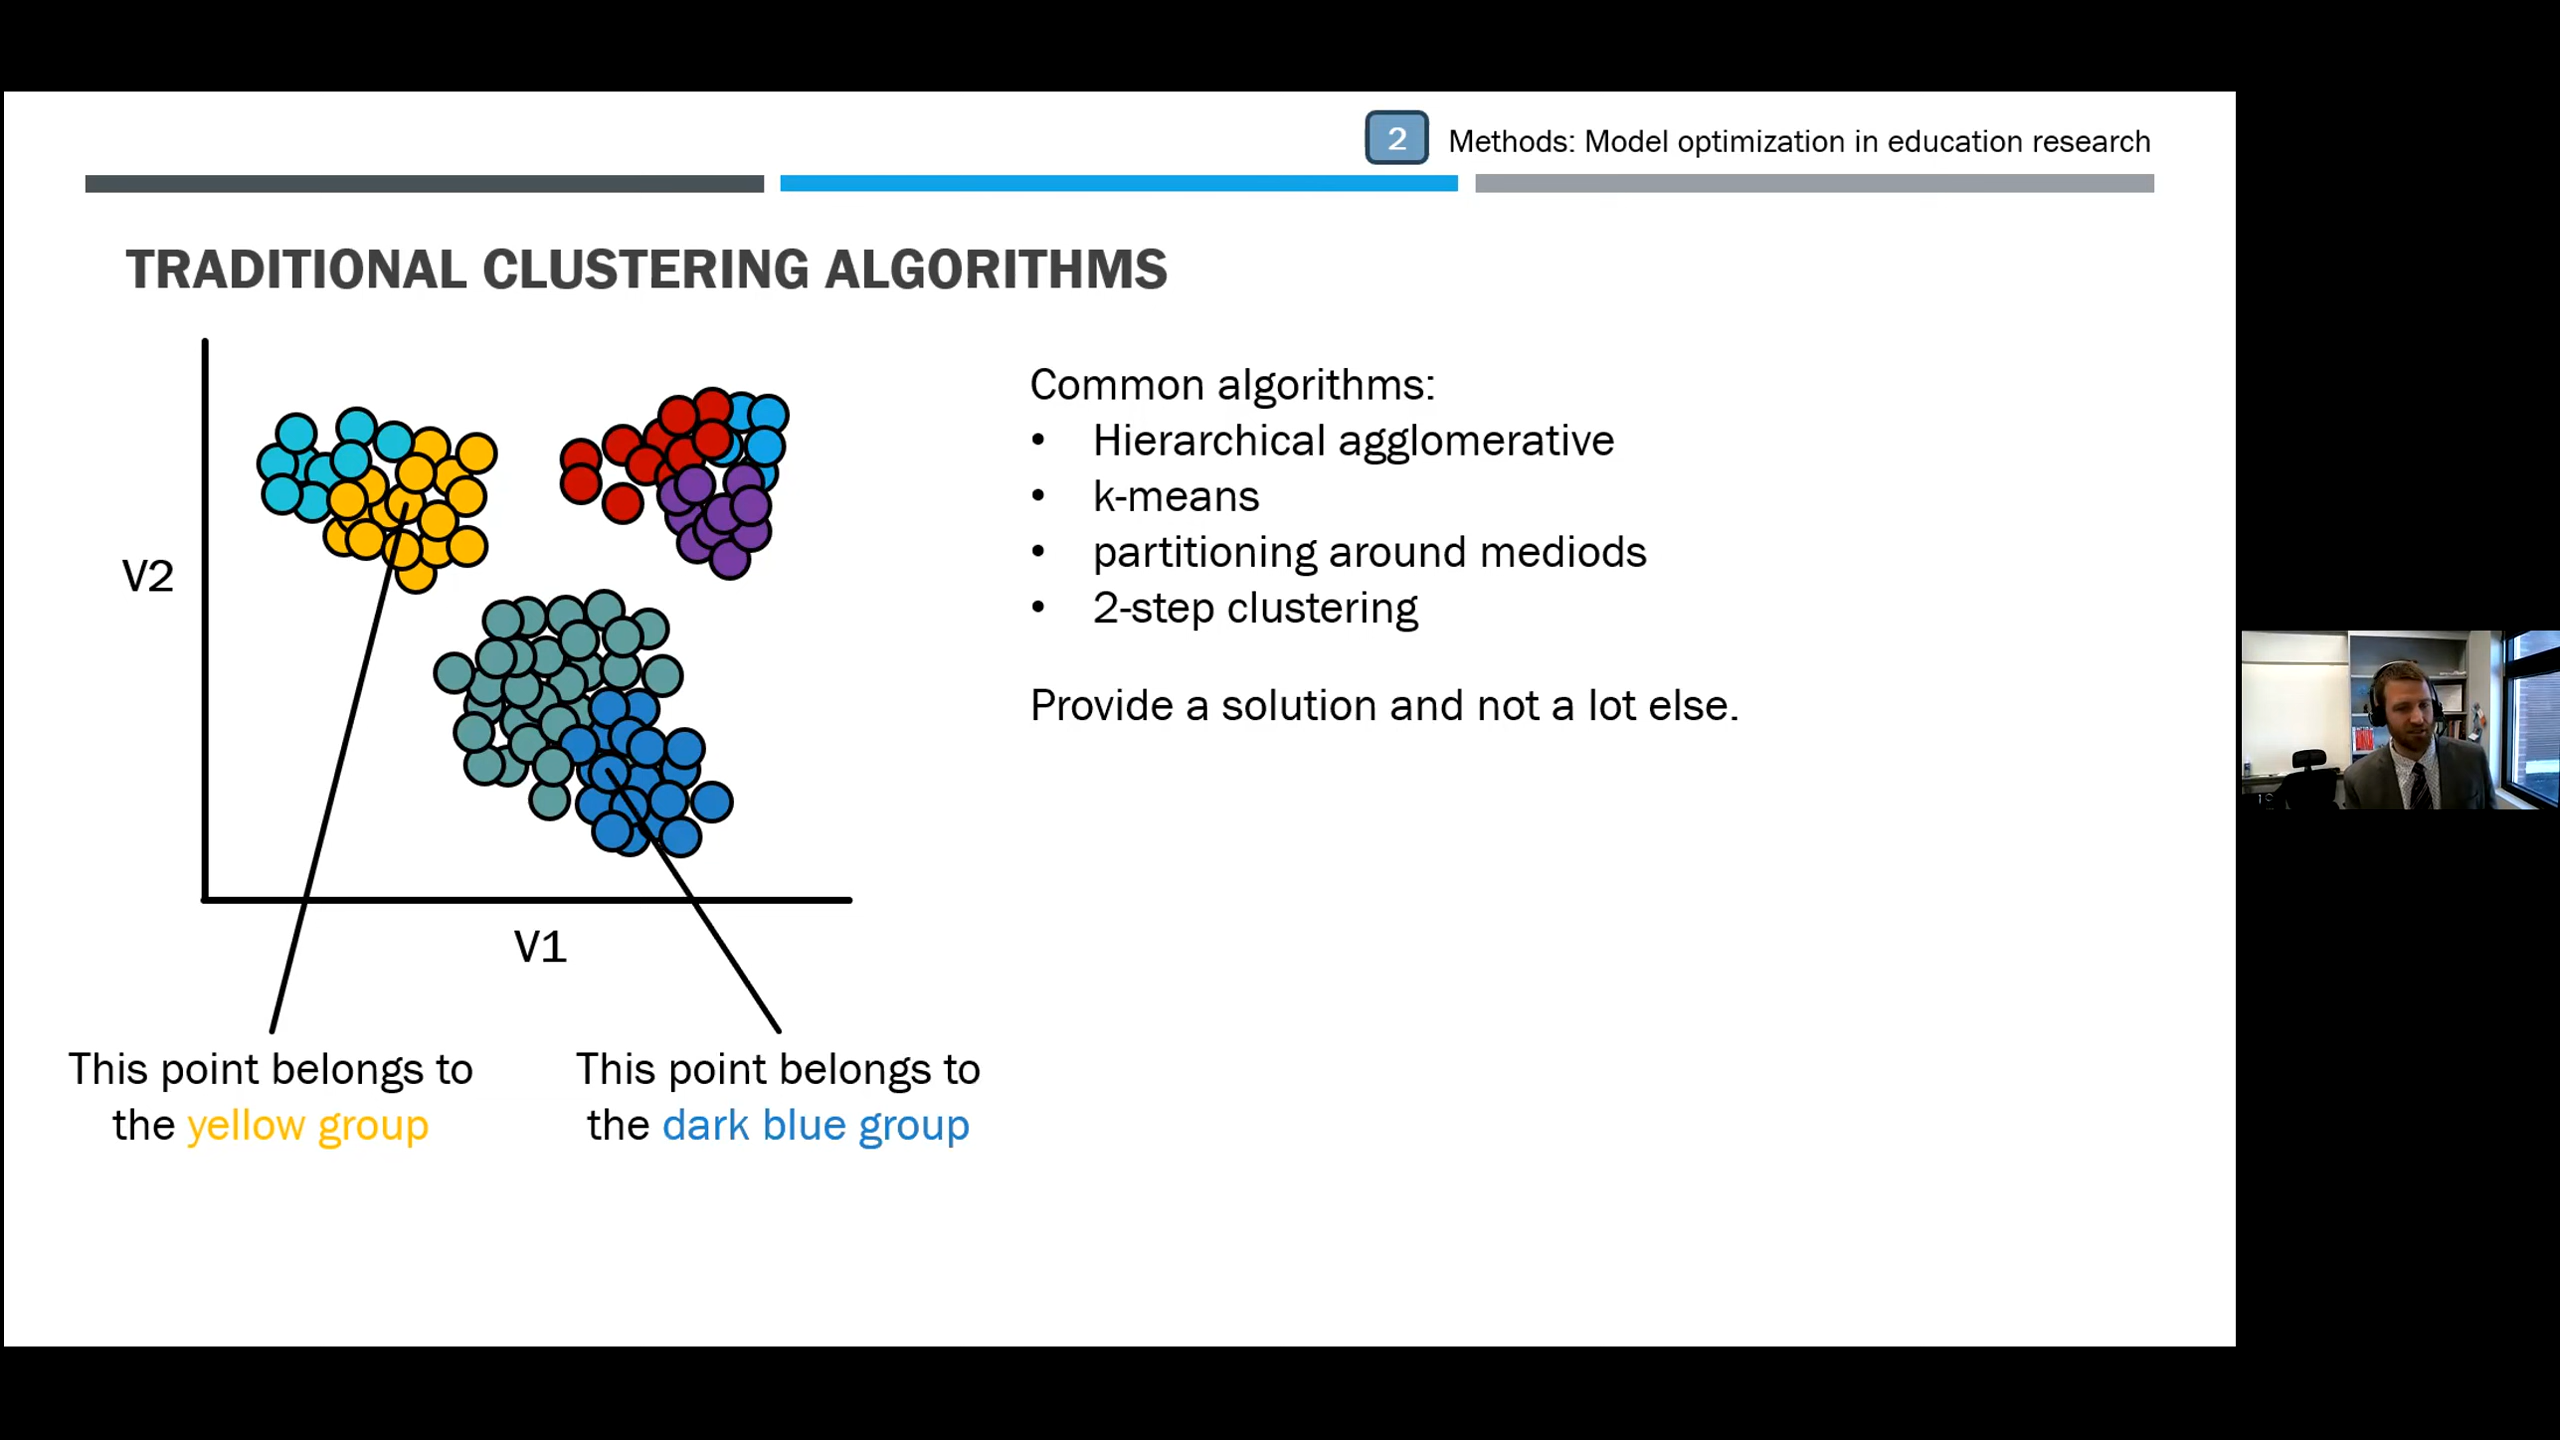 2
Methods: Model optimization in education research
TRADITIONAL CLUSTERING ALGORITHMS
V2
V1
This point belongs to
the yellow group
This point belongs to
the dark blue group
Common algorithms:
• Hierarchical agglomerative
• k-means
• partitioning around mediods
• 2-step clustering
Provide a solution and not a lot else.